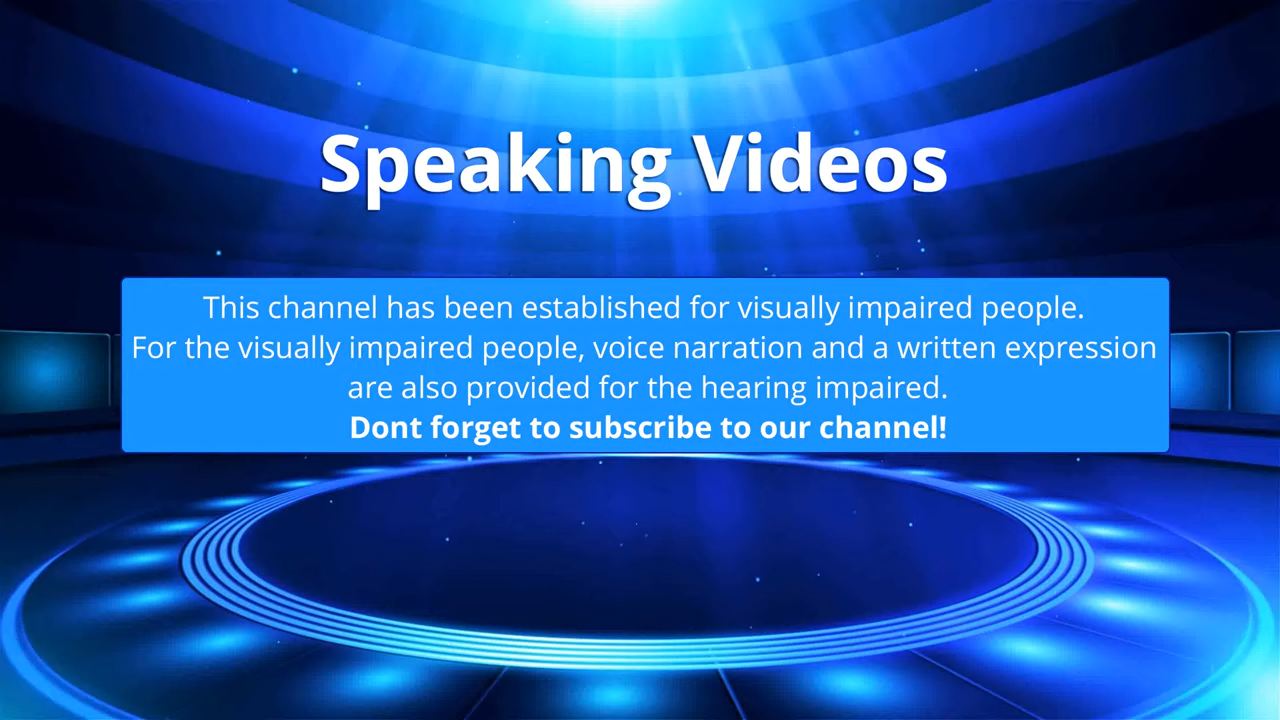 Speaking Videos
This channel has been established for visually impaired people.
For the visually impaired people, voice narration and a written expression
are also provided for the hearing impaired.
Dont forget to subscribe to our channel!